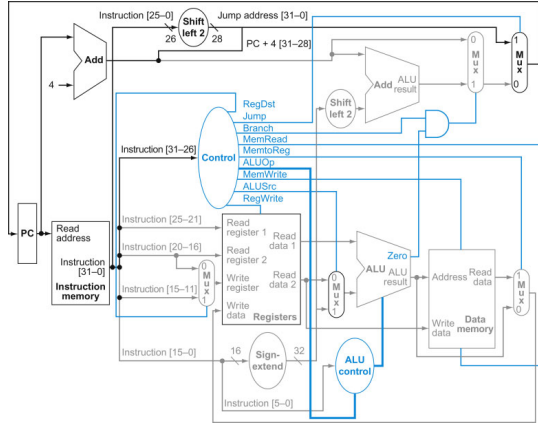 Instruction [25–0]
26
Shift
left 2
28
Jump address [31–0]
PC + 4 [31–28]
Add
4
Shift
left 2
Add
ALU
result
0
Mux
1
1
Mux
0
RegDst
Jump
Branch
MemRead
MemtoReg
ALUOp
MemWrite
ALUSrc
RegWrite
Control
Instruction [31–26]
PC
Read
address
Instruction
[31–0]
Instruction
memory
Instruction [25–21]
Instruction [20–16]
Instruction [15–11]
0
Mux
1
Read
register 1
Read
register 2
Write
register
Write
data
Read
data 1
Read
data 2
Registers
0
Mux
1
Zero
ALU
ALU
result
Address
Read
data
Write
data
Data
memory
1
Mux
0
Instruction [15–0]
16
Sign-
extend
32
ALU
control
Instruction [5–0]